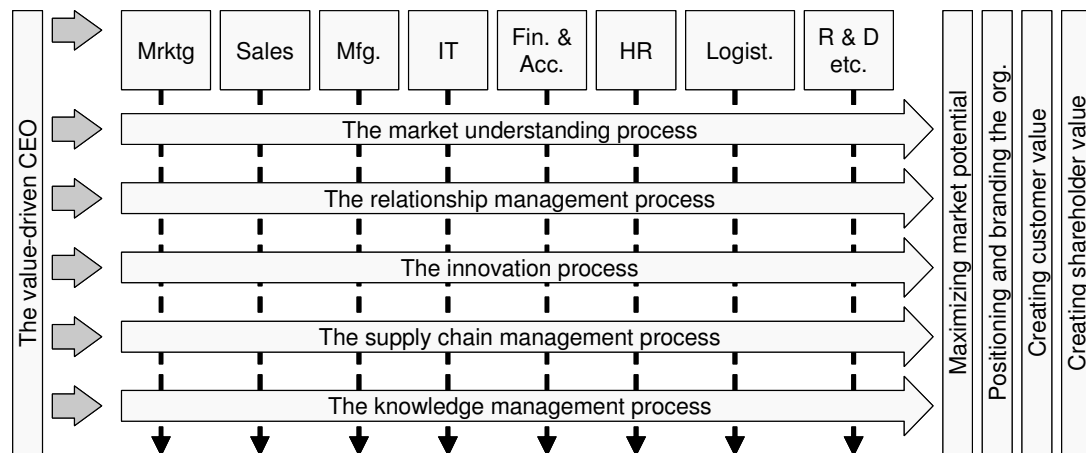 The value-driven CEO
Mrktg
Sales
Mfg.
IT
Fin. &
Acc.
HR
Logist.
R & D
etc.
The market understanding process
The relationship management process
The innovation process
The supply chain management process
The knowledge management process
Maximizing market potential
Positioning and branding the org.
Creating customer value
Creating shareholder value